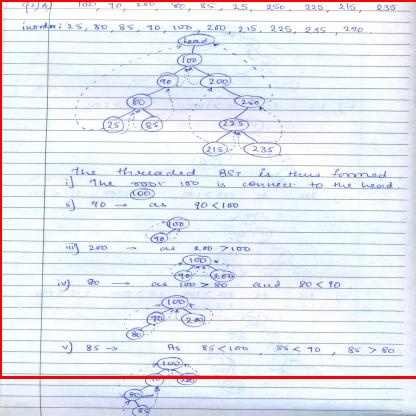 Q2) A) 100, 90, 200, 80, 85, 25, 250, 225, 215, 235
inorder: 25, 80, 85, 90, 100, 200, 215, 225, 235, 250
head
100
90 200
80 250
25 85 225
215 235
The threaded BST is thus formed
i) The root 100 is connect to the head.
100
ii) 90 → as 90 < 100
100
90
iii) 200 → as 200 > 100
100
90 200
iv) 80 → as 100 > 80 and 80 < 90
100
90 200
80
v) 85 → As 85 < 100, 85 < 90, 85 > 80
100
90 200
80
85